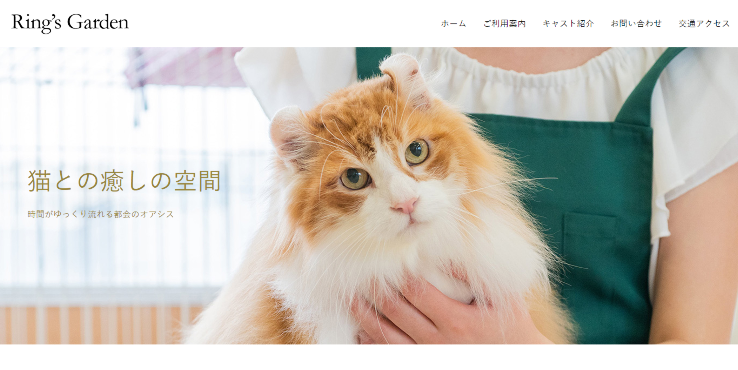 Ring's Garden
ホーム ご利用案内 キャスト紹介 お問い合わせ 交通アクセス
猫との癒しの空間
時間がゆっくり流れる都会のオアシス